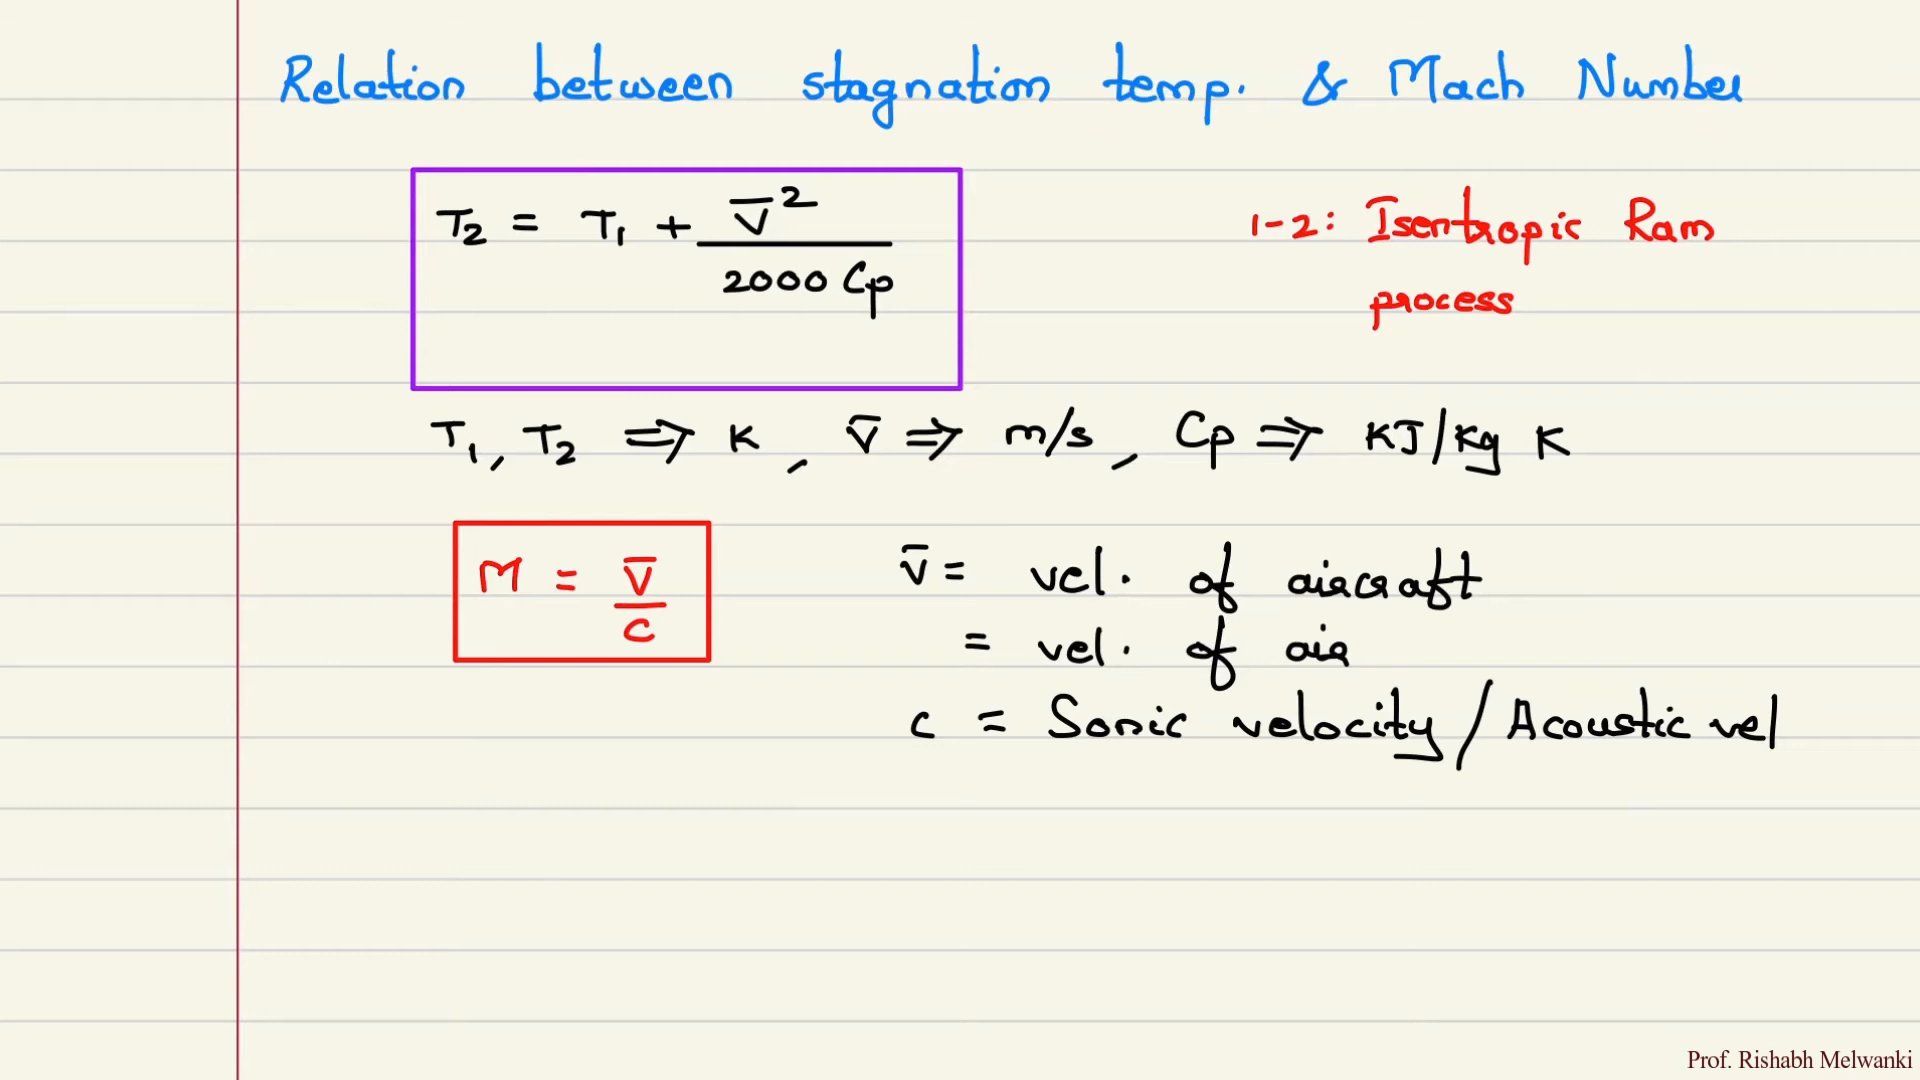 Relation between stagnation temp. & Mach Number
T₂ = T₁ + V̄² / 2000 Cp
1-2: Isentropic Ram
process
T₁, T₂ ⇒ K, V̄ ⇒ m/s, Cp ⇒ KJ/Kg K
M = V̄ / C
V̄ = vel. of aircraft
= vel. of air
c = Sonic velocity / Acoustic vel
Prof. Rishabh Melwanki